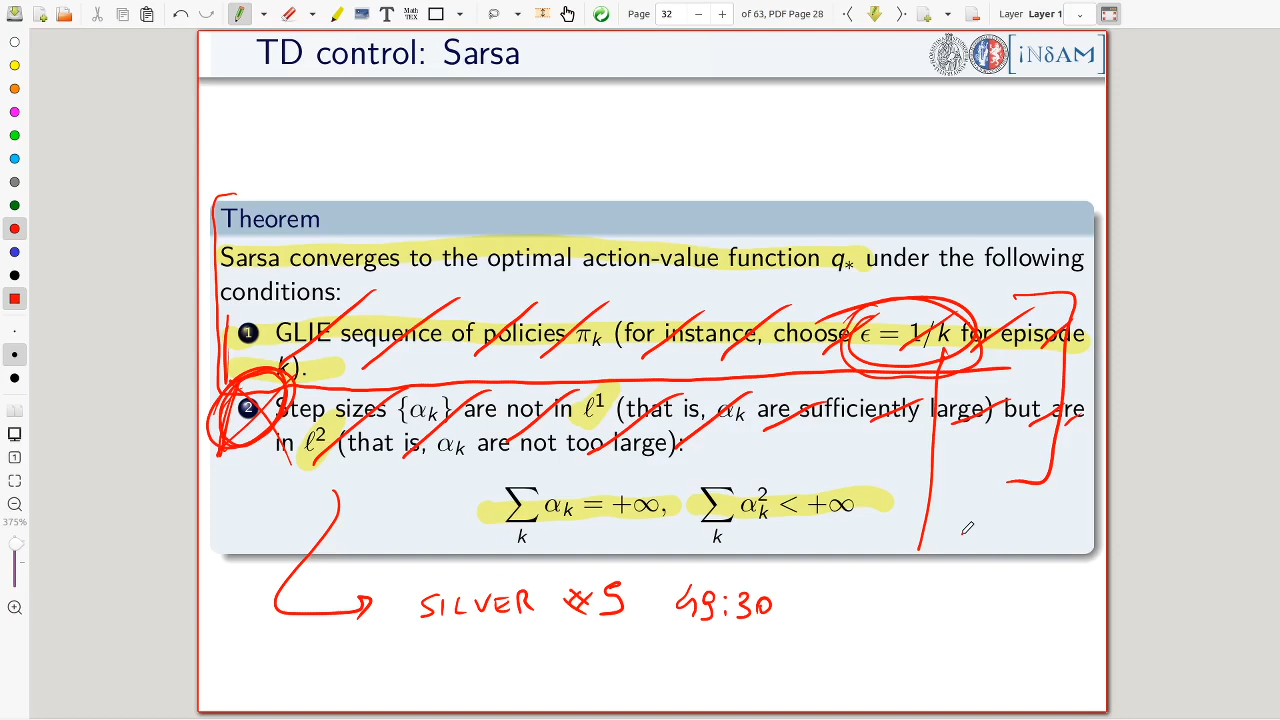 Page 32 of 63, PDF Page 28 Layer Layer 1
TD control: Sarsa
iNδAM
Theorem
Sarsa converges to the optimal action-value function q∗ under the following
conditions:
1 GLIE sequence of policies πk (for instance, choose ϵ = 1/k for episode
k).
2 Step sizes {αk} are not in ℓ¹ (that is, αk are sufficiently large) but are
in ℓ² (that is, αk are not too large):
∑k αk = +∞, ∑k αk² < +∞
SILVER #5 49:30
375%